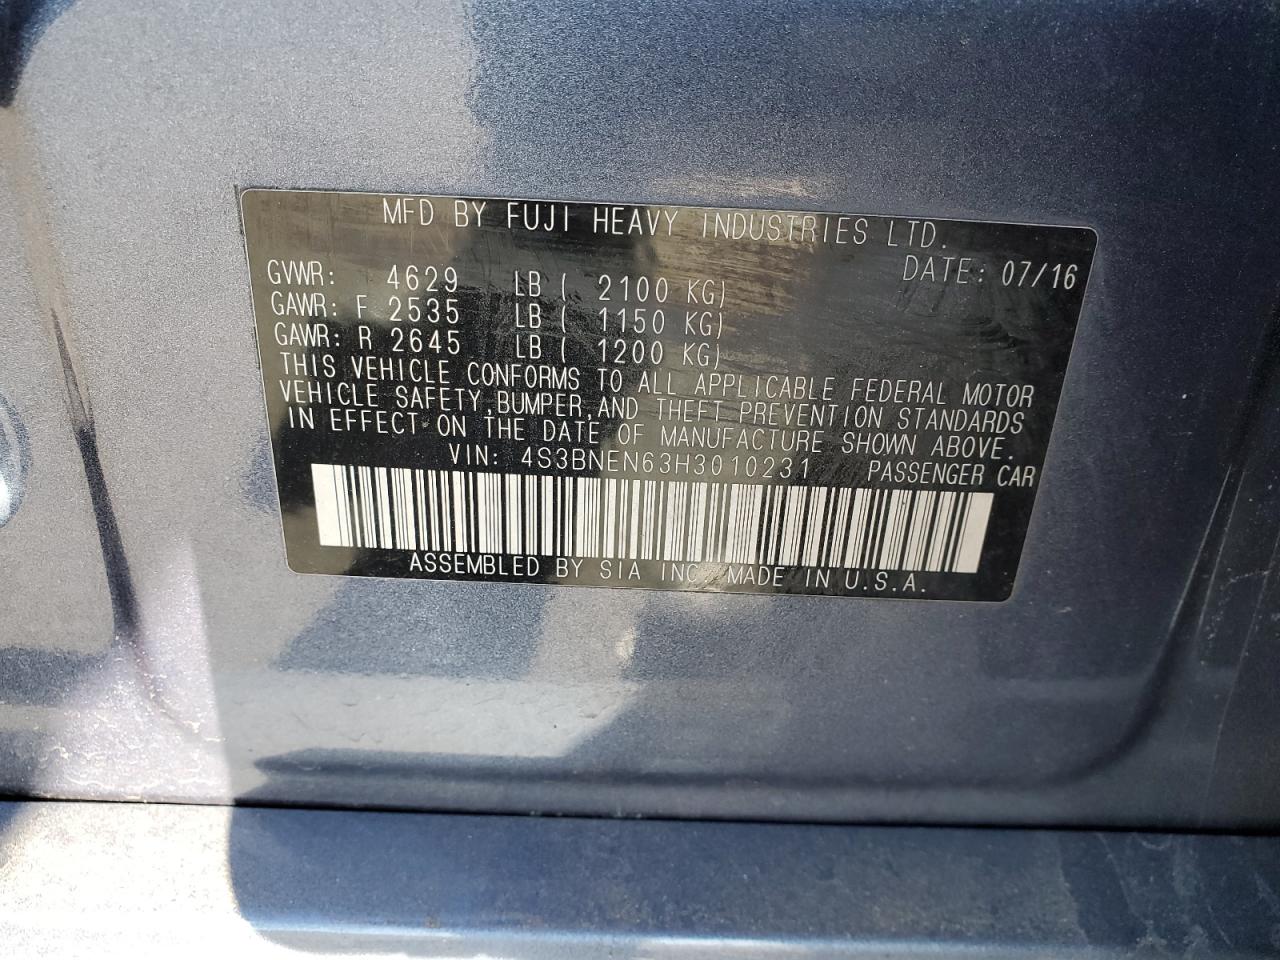 MFD BY FUJI HEAVY INDUSTRIES LTD.
DATE: 07/16
GVWR: 4629 LB ( 2100 KG)
GAWR: F 2535 LB ( 1150 KG)
GAWR: R 2645 LB ( 1200 KG)
THIS VEHICLE CONFORMS TO ALL APPLICABLE FEDERAL MOTOR
VEHICLE SAFETY,BUMPER,AND THEFT PREVENTION STANDARDS
IN EFFECT ON THE DATE OF MANUFACTURE SHOWN ABOVE.
VIN: 4S3BNEN63H3010231 PASSENGER CAR
ASSEMBLED BY SIA INC. MADE IN U.S.A.